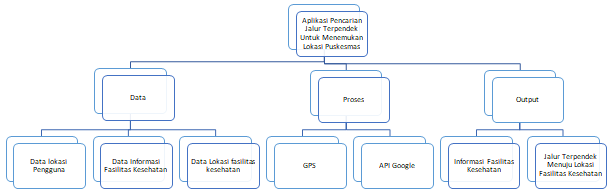 Aplikasi Pencarian
Jalur Terpendek
Untuk Menemukan
Lokasi Puskesmas
Data
Proses
Output
Data lokasi
Pengguna
Data Informasi
Fasilitas Kesehatan
Data Lokasi fasilitas
kesehatan
GPS
API Google
Informasi Fasilitas
Kesehatan
Jalur Terpendek
Menuju Lokasi
Fasilitas Kesehatan